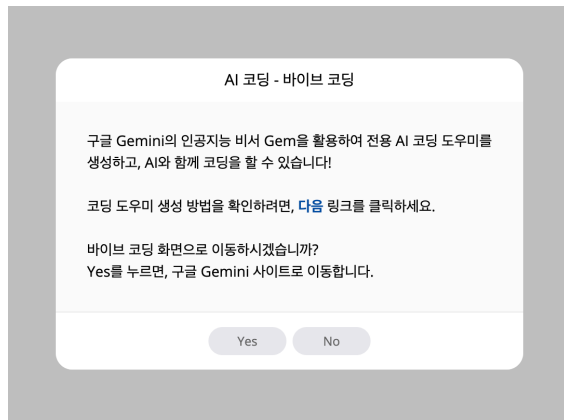 AI 코딩 - 바이브 코딩
구글 Gemini의 인공지능 비서 Gem을 활용하여 전용 AI 코딩 도우미를
생성하고, AI와 함께 코딩을 할 수 있습니다!
코딩 도우미 생성 방법을 확인하려면, 다음 링크를 클릭하세요.
바이브 코딩 화면으로 이동하시겠습니까?
Yes를 누르면, 구글 Gemini 사이트로 이동합니다.
Yes No